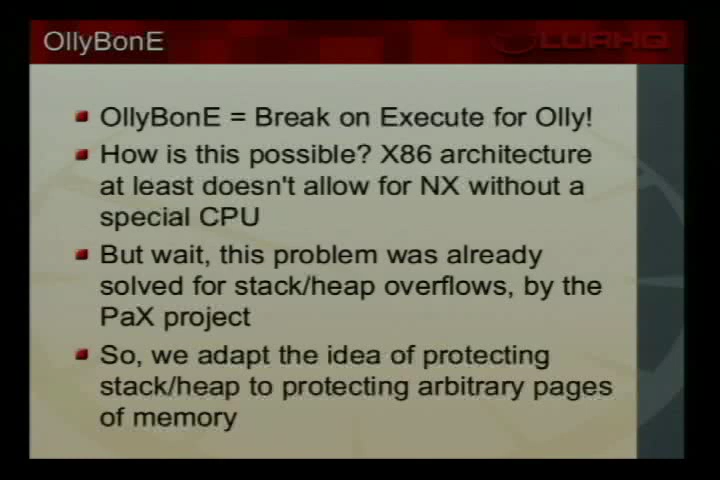 OllyBonE
LURHQ
OllyBonE = Break on Execute for Olly!
How is this possible? X86 architecture
at least doesn't allow for NX without a
special CPU
But wait, this problem was already
solved for stack/heap overflows, by the
PaX project
So, we adapt the idea of protecting
stack/heap to protecting arbitrary pages
of memory